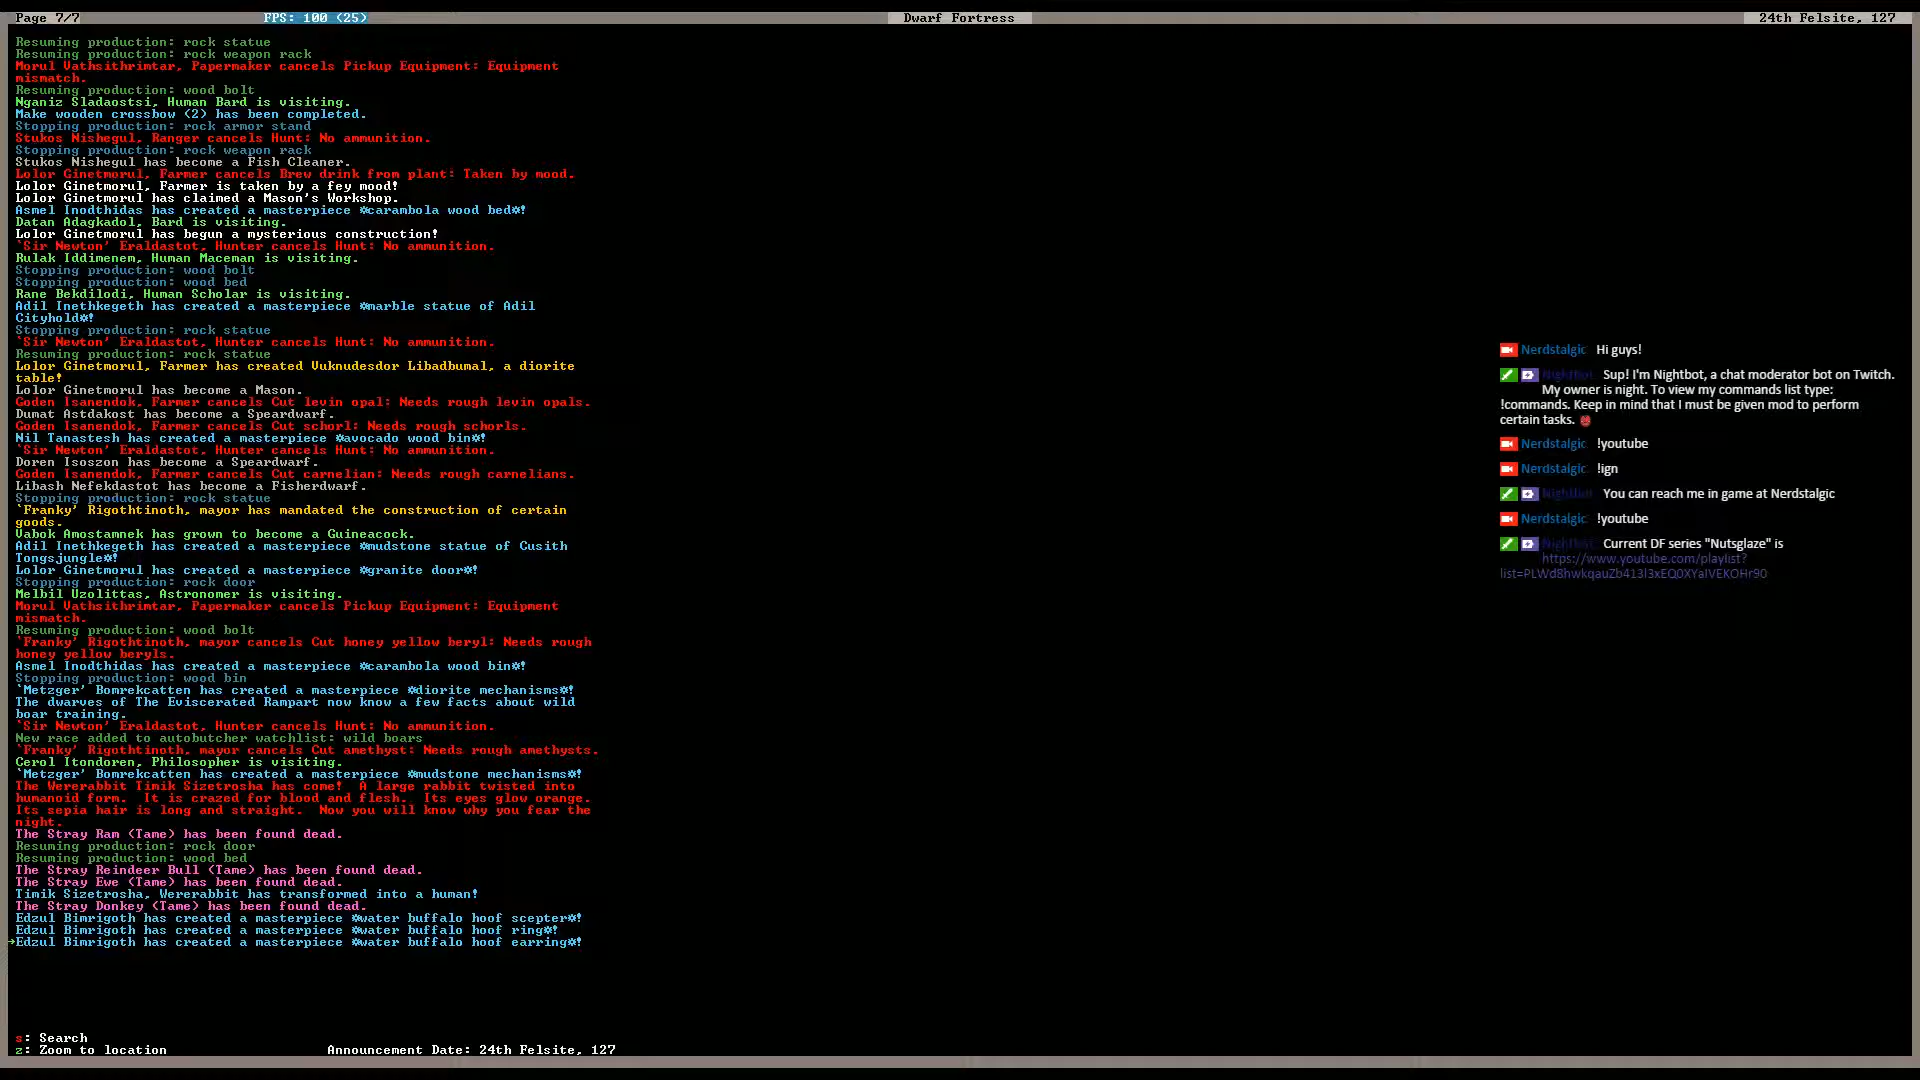 Page 7/7 FPS: 100 (25) Dwarf Fortress 24th Felsite, 127
Resuming production: rock statue
Resuming production: rock weapon rack
Morul Vathsithrimtar, Papermaker cancels Pickup Equipment: Equipment
mismatch.
Resuming production: wood bolt
Nganiz Sladaostsi, Human Bard is visiting.
Make wooden crossbow (2) has been completed.
Stopping production: rock armor stand
Stukos Nishegul, Ranger cancels Hunt: No ammunition.
Stopping production: rock weapon rack
Stukos Nishegul has become a Fish Cleaner.
Lolor Ginetmorul, Farmer cancels Brew drink from plant: Taken by mood.
Lolor Ginetmorul, Farmer is taken by a fey mood!
Lolor Ginetmorul has claimed a Mason's Workshop.
Asmel Inodthidas has created a masterpiece ☼carambola wood bed☼!
Datan Adagkadol, Bard is visiting.
Lolor Ginetmorul has begun a mysterious construction!
`Sir Newton' Eraldastot, Hunter cancels Hunt: No ammunition.
Rulak Iddimenem, Human Maceman is visiting.
Stopping production: wood bolt
Stopping production: wood bed
Rane Bekdilodi, Human Scholar is visiting.
Adil Inethkegeth has created a masterpiece ☼marble statue of Adil
Cityhold☼!
Stopping production: rock statue
`Sir Newton' Eraldastot, Hunter cancels Hunt: No ammunition.
Resuming production: rock statue
Lolor Ginetmorul, Farmer has created Vuknudesdor Libadbumal, a diorite
table!
Lolor Ginetmorul has become a Mason.
Goden Isanendok, Farmer cancels Cut levin opal: Needs rough levin opals.
Dumat Astdakost has become a Speardwarf.
Goden Isanendok, Farmer cancels Cut schorl: Needs rough schorls.
Nil Tanastesh has created a masterpiece ☼avocado wood bin☼!
`Sir Newton' Eraldastot, Hunter cancels Hunt: No ammunition.
Doren Isoszon has become a Speardwarf.
Goden Isanendok, Farmer cancels Cut carnelian: Needs rough carnelians.
Libash Nefekdastot has become a Fisherdwarf.
Stopping production: rock statue
`Franky' Rigothtinoth, mayor has mandated the construction of certain
goods.
Vabok Amostamnek has grown to become a Guineacock.
Adil Inethkegeth has created a masterpiece ☼mudstone statue of Cusith
Tongsjungle☼!
Lolor Ginetmorul has created a masterpiece ☼granite door☼!
Stopping production: rock door
Melbil Uzolittas, Astronomer is visiting.
Morul Vathsithrimtar, Papermaker cancels Pickup Equipment: Equipment
mismatch.
Resuming production: wood bolt
`Franky' Rigothtinoth, mayor cancels Cut honey yellow beryl: Needs rough
honey yellow beryls.
Asmel Inodthidas has created a masterpiece ☼carambola wood bin☼!
Stopping production: wood bin
`Metzger' Bomrekcatten has created a masterpiece ☼diorite mechanisms☼!
The dwarves of The Eviscerated Rampart now know a few facts about wild
boar training.
`Sir Newton' Eraldastot, Hunter cancels Hunt: No ammunition.
New race added to autobutcher watchlist: wild boars
`Franky' Rigothtinoth, mayor cancels Cut amethyst: Needs rough amethysts.
Cerol Itondoren, Philosopher is visiting.
`Metzger' Bomrekcatten has created a masterpiece ☼mudstone mechanisms☼!
The Wererabbit Timik Sizetrosha has come!  A large rabbit twisted into
humanoid form.  It is crazed for blood and flesh.  Its eyes glow orange.
Its sepia hair is long and straight.  Now you will know why you fear the
night.
The Stray Ram (Tame) has been found dead.
Resuming production: rock door
Resuming production: wood bed
The Stray Reindeer Bull (Tame) has been found dead.
The Stray Ewe (Tame) has been found dead.
Timik Sizetrosha, Wererabbit has transformed into a human!
The Stray Donkey (Tame) has been found dead.
Edzul Bimrigoth has created a masterpiece ☼water buffalo hoof scepter☼!
Edzul Bimrigoth has created a masterpiece ☼water buffalo hoof ring☼!
→Edzul Bimrigoth has created a masterpiece ☼water buffalo hoof earring☼!
s: Search
z: Zoom to location Announcement Date: 24th Felsite, 127
Nerdstalgic Hi guys!
Nightbot Sup! I'm Nightbot, a chat moderator bot on Twitch.
My owner is night. To view my commands list type:
!commands. Keep in mind that I must be given mod to perform
certain tasks.
Nerdstalgic !youtube
Nerdstalgic !ign
Nightbot You can reach me in game at Nerdstalgic
Nerdstalgic !youtube
Nightbot Current DF series "Nutsglaze" is
https://www.youtube.com/playlist?